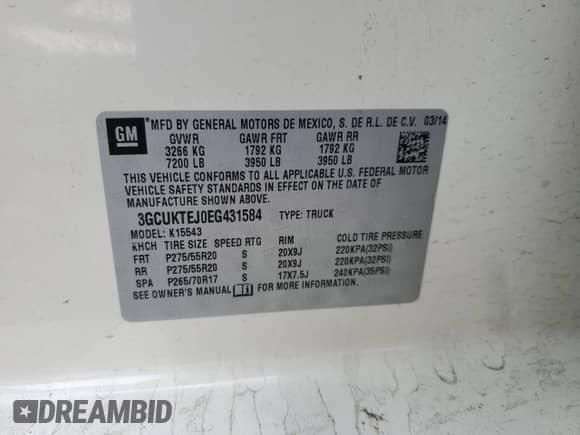 GM *MFD BY GENERAL MOTORS DE MEXICO, S. DE R.L. DE C.V. 03/14
GVWR GAWR FRT GAWR RR
3266 KG 1792 KG 1792 KG
7200 LB 3950 LB 3950 LB
THIS VEHICLE CONFORMS TO ALL APPLICABLE U.S. FEDERAL MOTOR
VEHICLE SAFETY STANDARDS IN EFFECT ON THE DATE OF
MANUFACTURE SHOWN ABOVE.
3GCUKTEJ0EG431584 TYPE: TRUCK
MODEL: K15543
KHCH TIRE SIZE SPEED RTG RIM COLD TIRE PRESSURE
FRT P275/55R20 S 20X9J 220KPA(32PSI)
RR P275/55R20 S 20X9J 220KPA(32PSI)
SPA P265/70R17 S 17X7.5J 240KPA(35PSI)
SEE OWNER'S MANUAL i FOR MORE INFORMATION.
DREAMBID